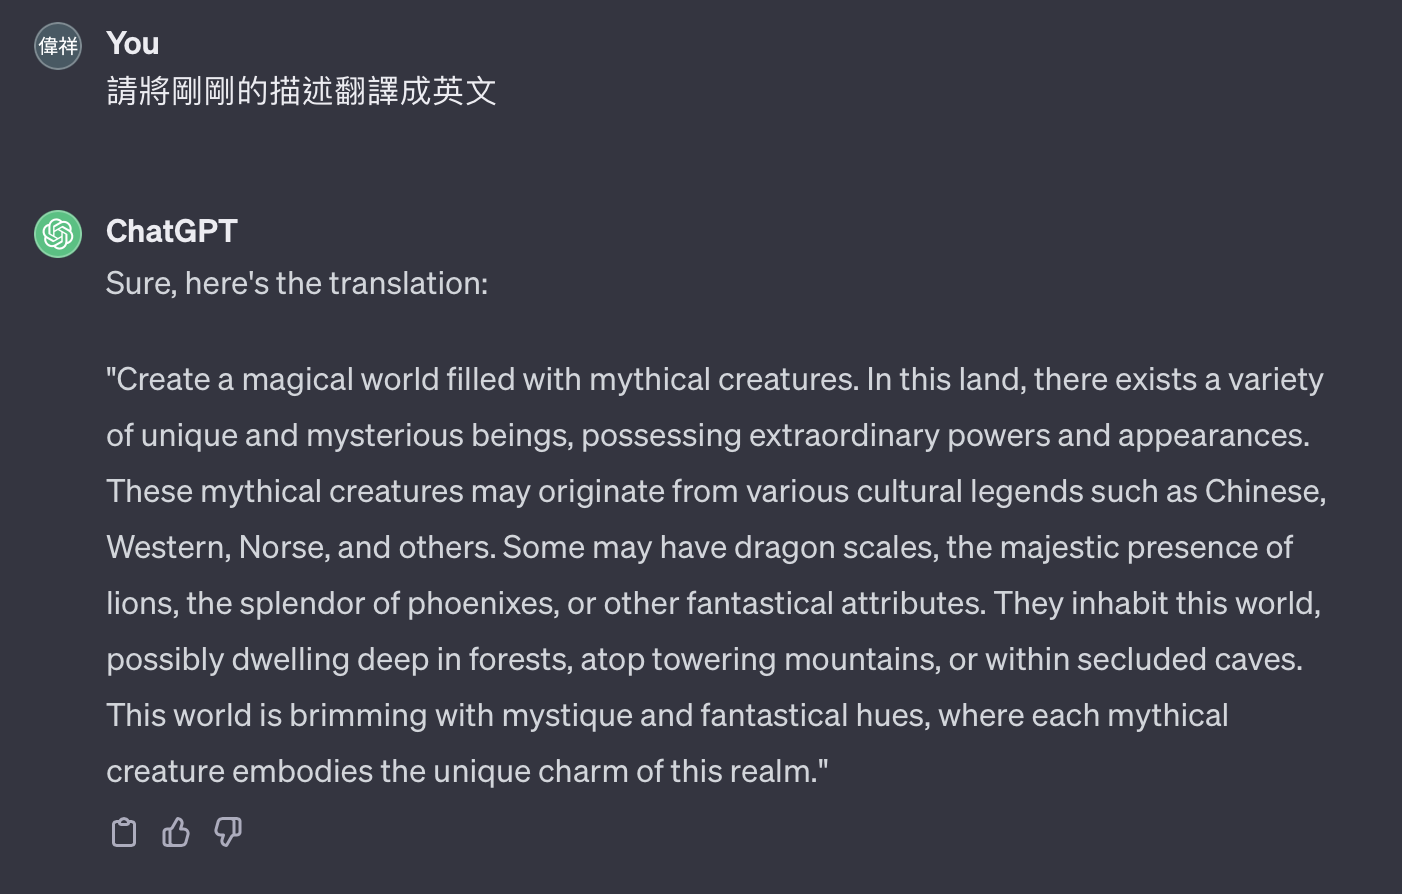 偉祥
You
請將剛剛的描述翻譯成英文
ChatGPT
Sure, here's the translation:
"Create a magical world filled with mythical creatures. In this land, there exists a variety
of unique and mysterious beings, possessing extraordinary powers and appearances.
These mythical creatures may originate from various cultural legends such as Chinese,
Western, Norse, and others. Some may have dragon scales, the majestic presence of
lions, the splendor of phoenixes, or other fantastical attributes. They inhabit this world,
possibly dwelling deep in forests, atop towering mountains, or within secluded caves.
This world is brimming with mystique and fantastical hues, where each mythical
creature embodies the unique charm of this realm."